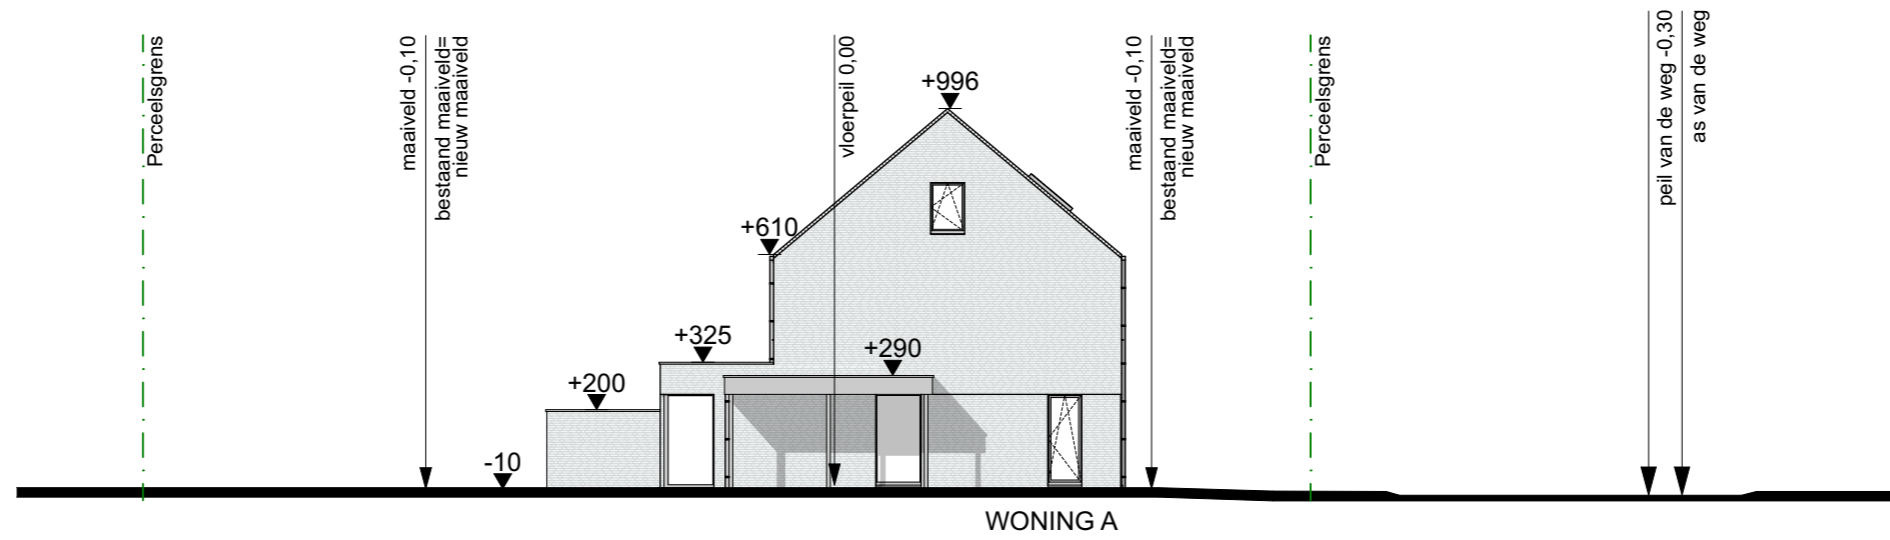 Perceelsgrens
maaiveld -0,10
bestaand maaiveld=
nieuw maaiveld
vloerpeil 0,00
+996
maaiveld -0,10
bestaand maaiveld=
nieuw maaiveld
Perceelsgrens
peil van de weg -0,30
as van de weg
+610
+325
+290
+200
-10
WONING A